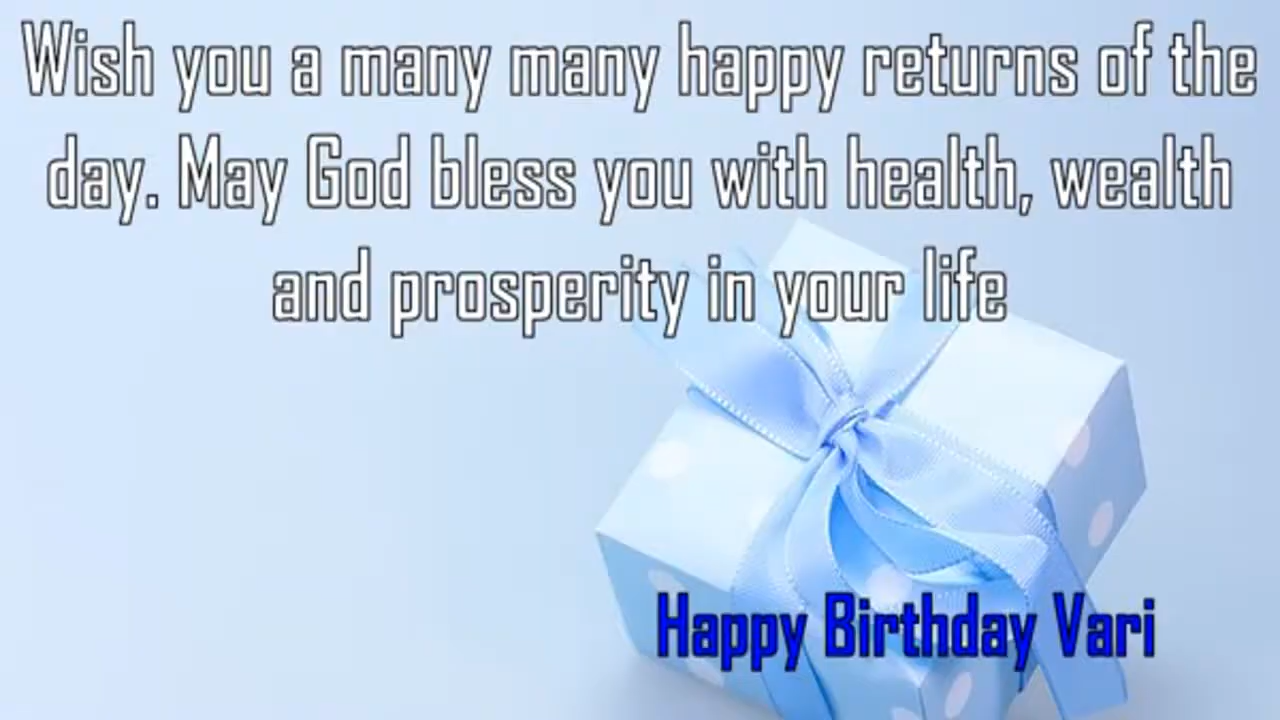 Wish you a many many happy returns of the
day. May God bless you with health, wealth
and prosperity in your life
Happy Birthday Vari